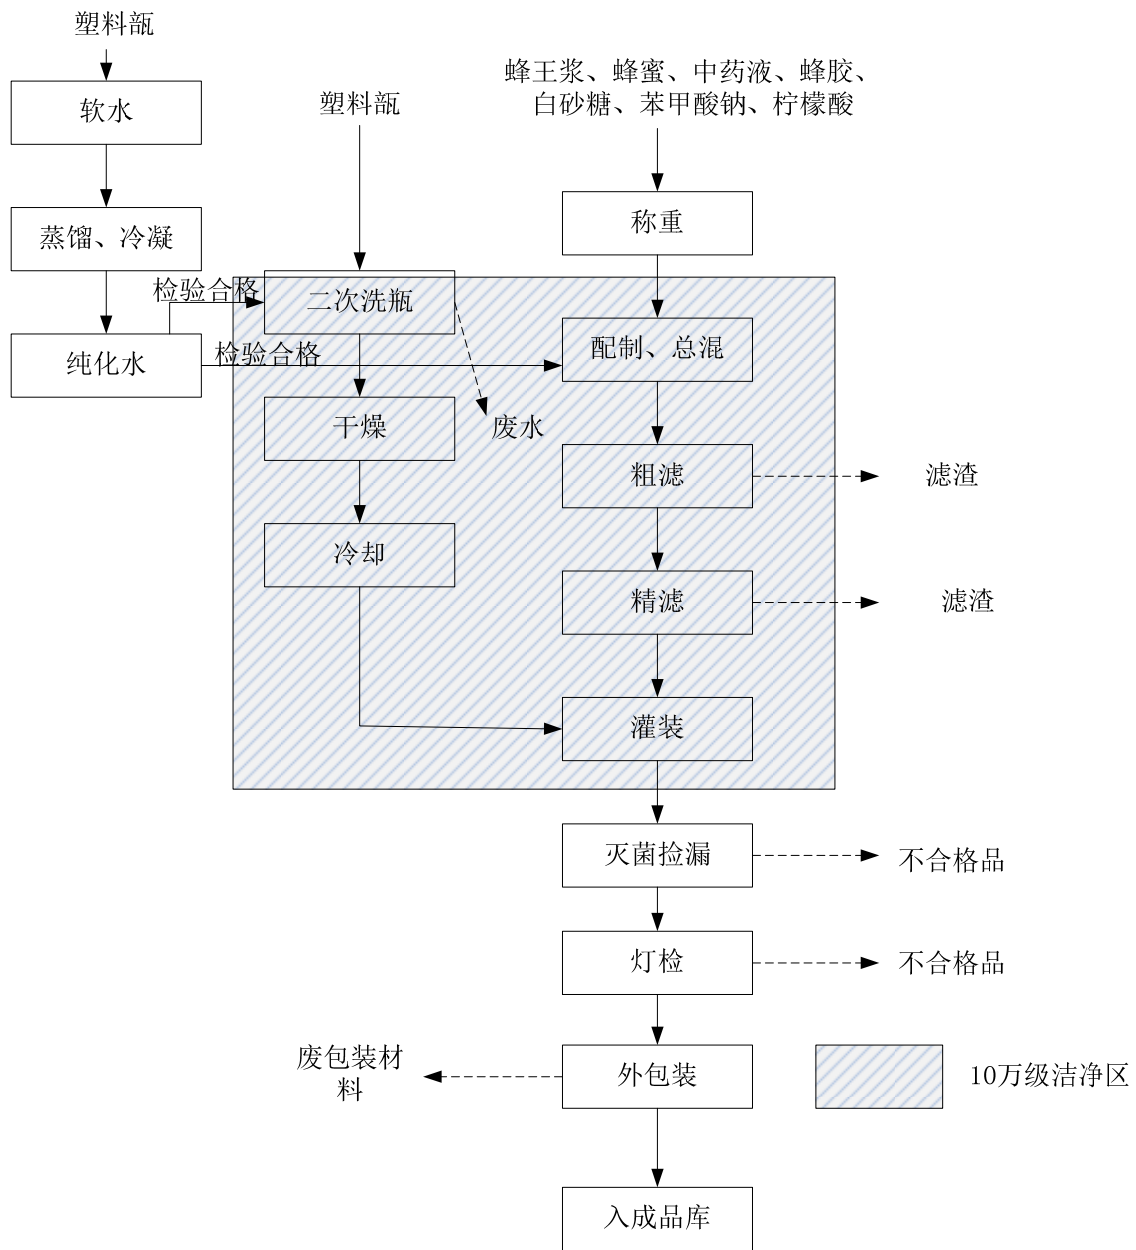 塑料瓿
软水
蒸馏、冷凝
纯化水
检验合格
检验合格
塑料瓿
二次洗瓶
干燥
冷却
废水
蜂王浆、蜂蜜、中药液、蜂胶、
白砂糖、苯甲酸钠、柠檬酸
称重
配制、总混
粗滤
滤渣
精滤
滤渣
灌装
灭菌捡漏
不合格品
灯检
不合格品
外包装
废包装材
料
入成品库
10万级洁净区